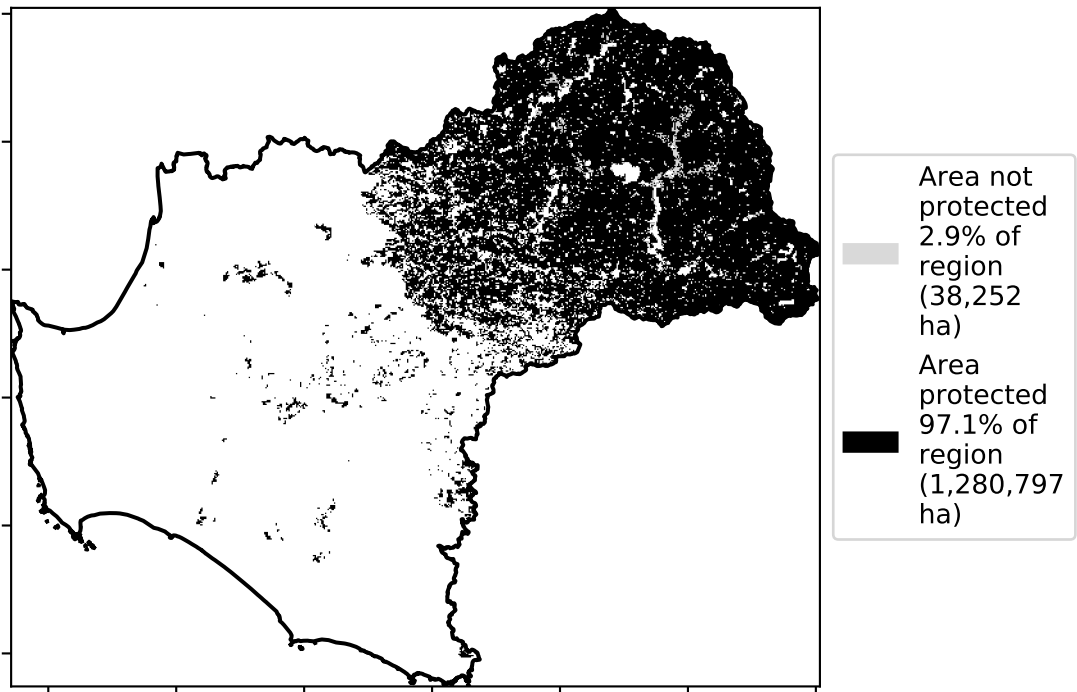 Area not
protected
2.9% of
region
(38,252
ha)
Area
protected
97.1% of
region
(1,280,797
ha)